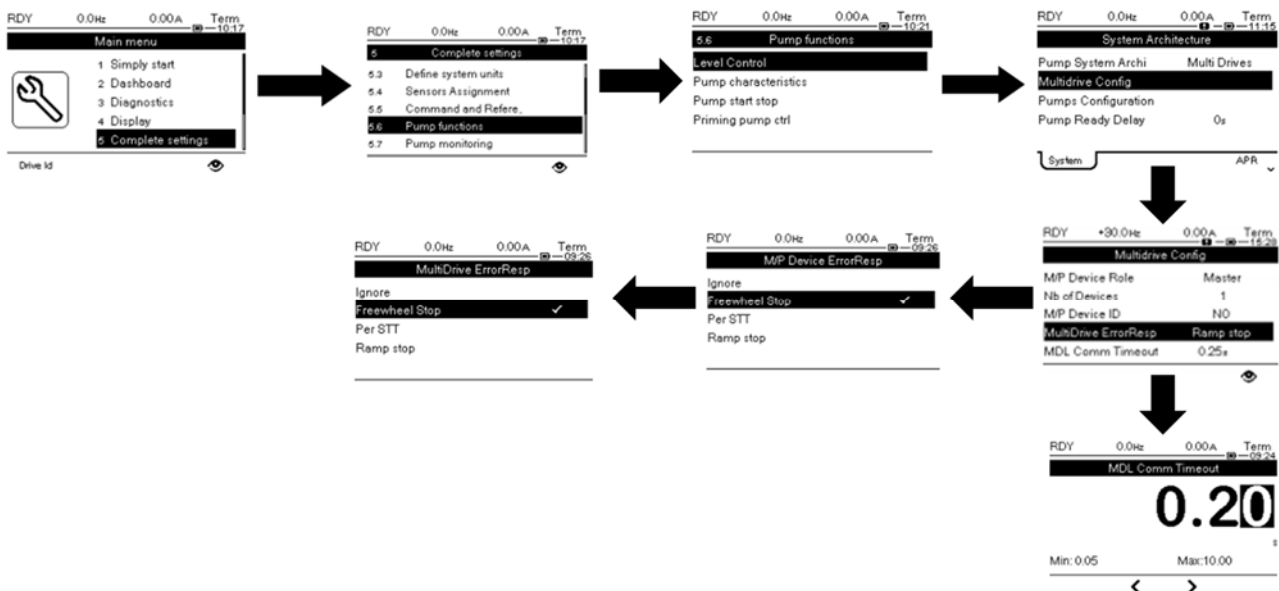 RDY 0.0Hz 0.00A Term
10:17
Main menu
1 Simply start
2 Dashboard
3 Diagnostics
4 Display
5 Complete settings
Drive Id
RDY 0.0Hz 0.00A Term
10:17
5 Complete settings
5.3 Define system units
5.4 Sensors Assignment
5.5 Command and Refere.
5.6 Pump functions
5.7 Pump monitoring
RDY 0.0Hz 0.00A Term
10:21
5.6 Pump functions
Level Control
Pump characteristics
Pump start stop
Priming pump ctrl
RDY 0.0Hz 0.00A Term
11:15
System Architecture
Pump System Archi Multi Drives
Multidrive Config
Pumps Configuration
Pump Ready Delay 0s
System APR
RDY +30.0Hz 0.00A Term
15:28
Multidrive Config
M/P Device Role Master
Nb of Devices 1
M/P Device ID NO
MultiDrive ErrorResp Ramp stop
MDL Comm Timeout 0.25s
RDY 0.0Hz 0.00A Term
09:26
M/P Device ErrorResp
Ignore
Freewheel Stop ✓
Per STT
Ramp stop
RDY 0.0Hz 0.00A Term
09:26
MultiDrive ErrorResp
Ignore
Freewheel Stop ✓
Per STT
Ramp stop
RDY 0.0Hz 0.00A Term
09:24
MDL Comm Timeout
0.20
s
Min: 0.05 Max:10.00
< >